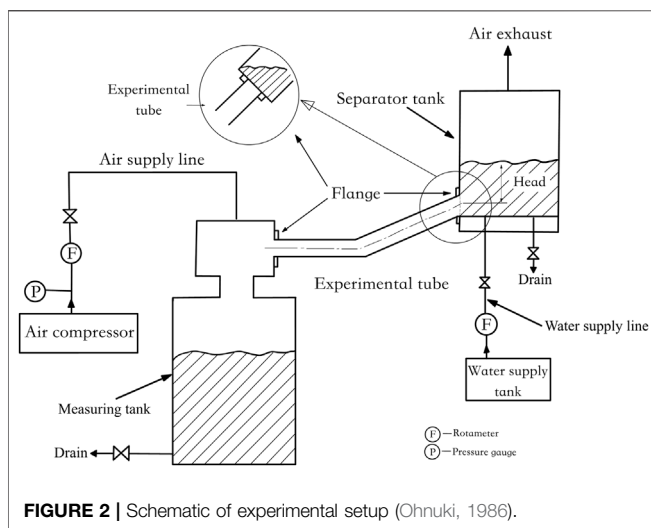 Air exhaust
Experimental
tube
Separator tank
Air supply line
Head
Flange
F
P
Experimental tube
Drain
Air compressor
F
Water supply line
Water supply
tank
Measuring tank
Drain
F —Rotameter
P —Pressure gauge
FIGURE 2 | Schematic of experimental setup (Ohnuki, 1986).